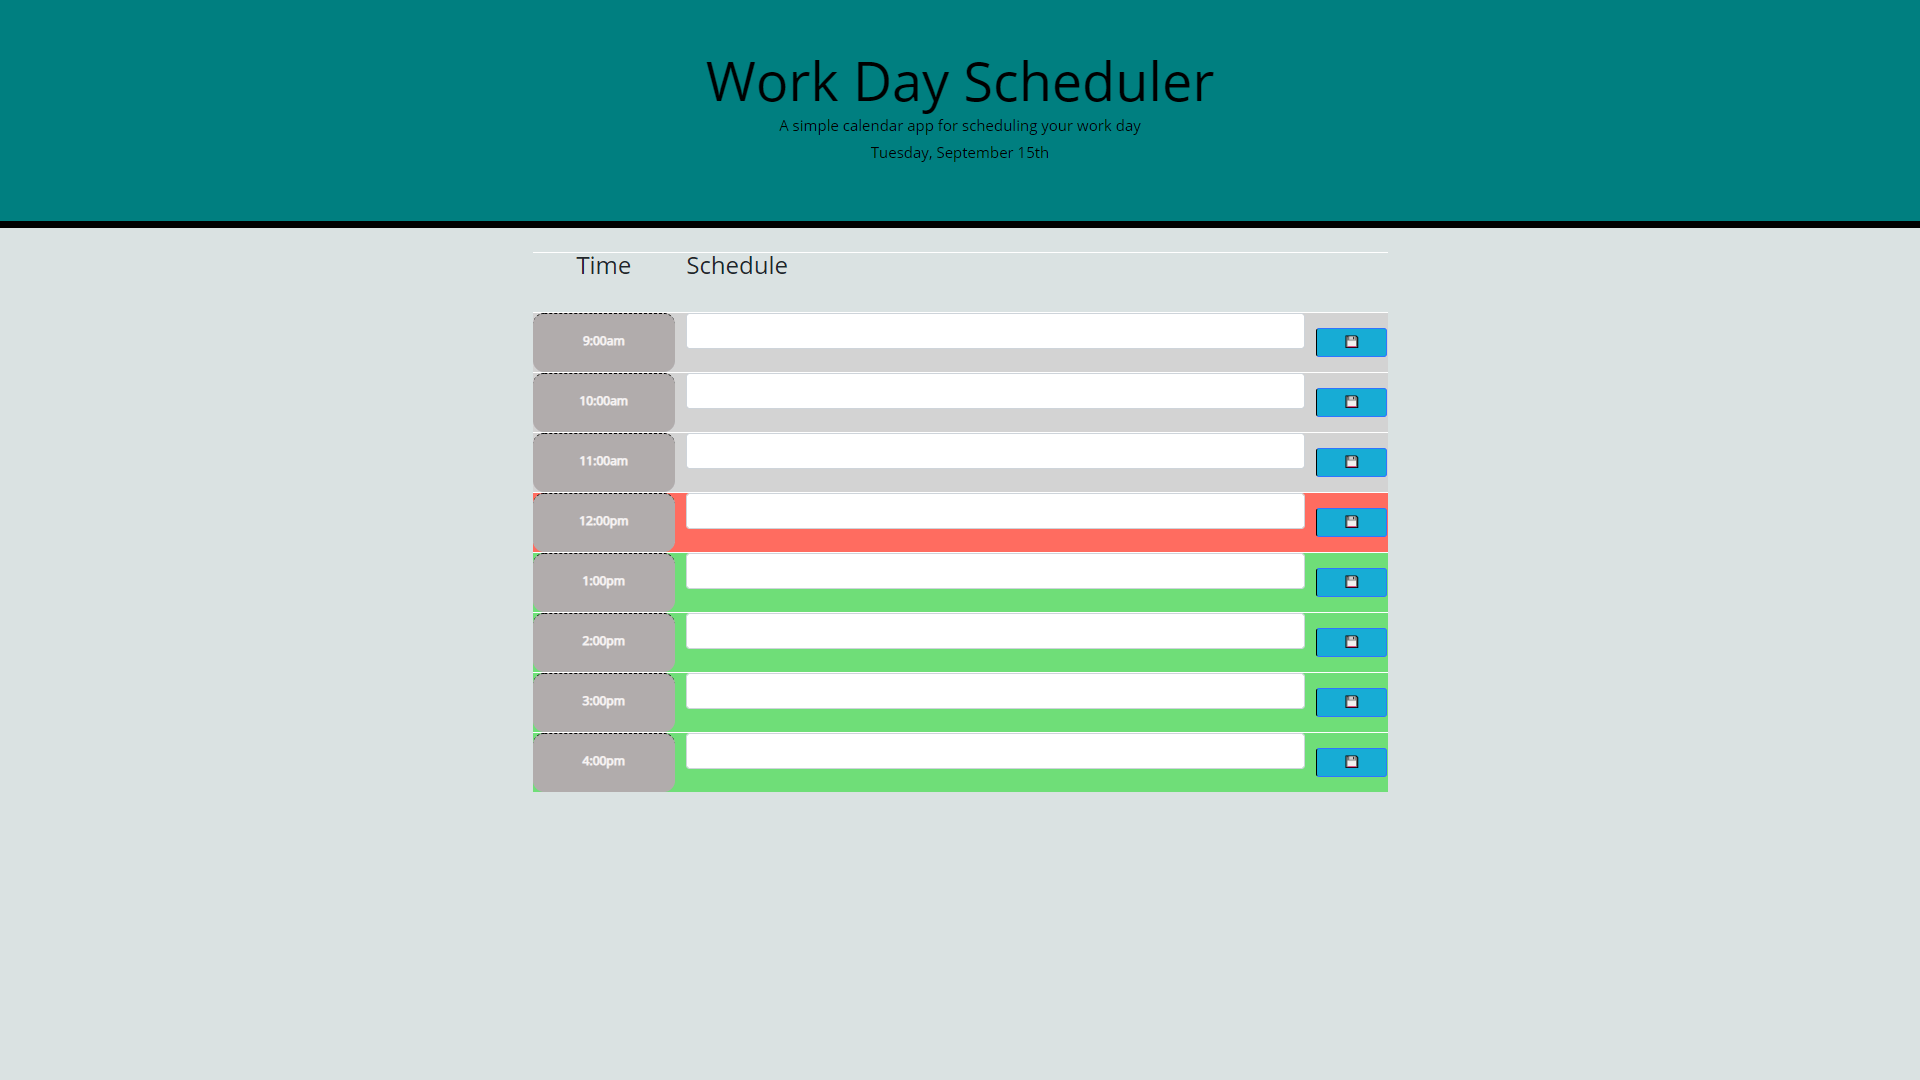 Work Day Scheduler
A simple calendar app for scheduling your work day
Tuesday, September 15th
Time Schedule
9:00am
10:00am
11:00am
12:00pm
1:00pm
2:00pm
3:00pm
4:00pm